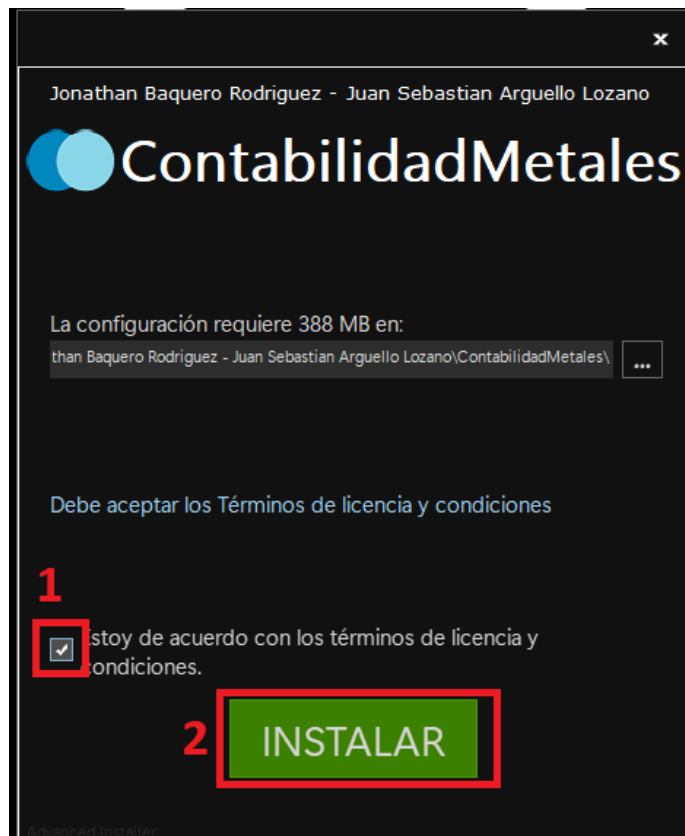 Jonathan Baquero Rodriguez - Juan Sebastian Arguello Lozano
ContabilidadMetales
La configuración requiere 388 MB en:
than Baquero Rodriguez - Juan Sebastian Arguello Lozano\ContabilidadMetales\
...
Debe aceptar los Términos de licencia y condiciones
1
Estoy de acuerdo con los términos de licencia y
condiciones.
2
INSTALAR
Advanced Installer